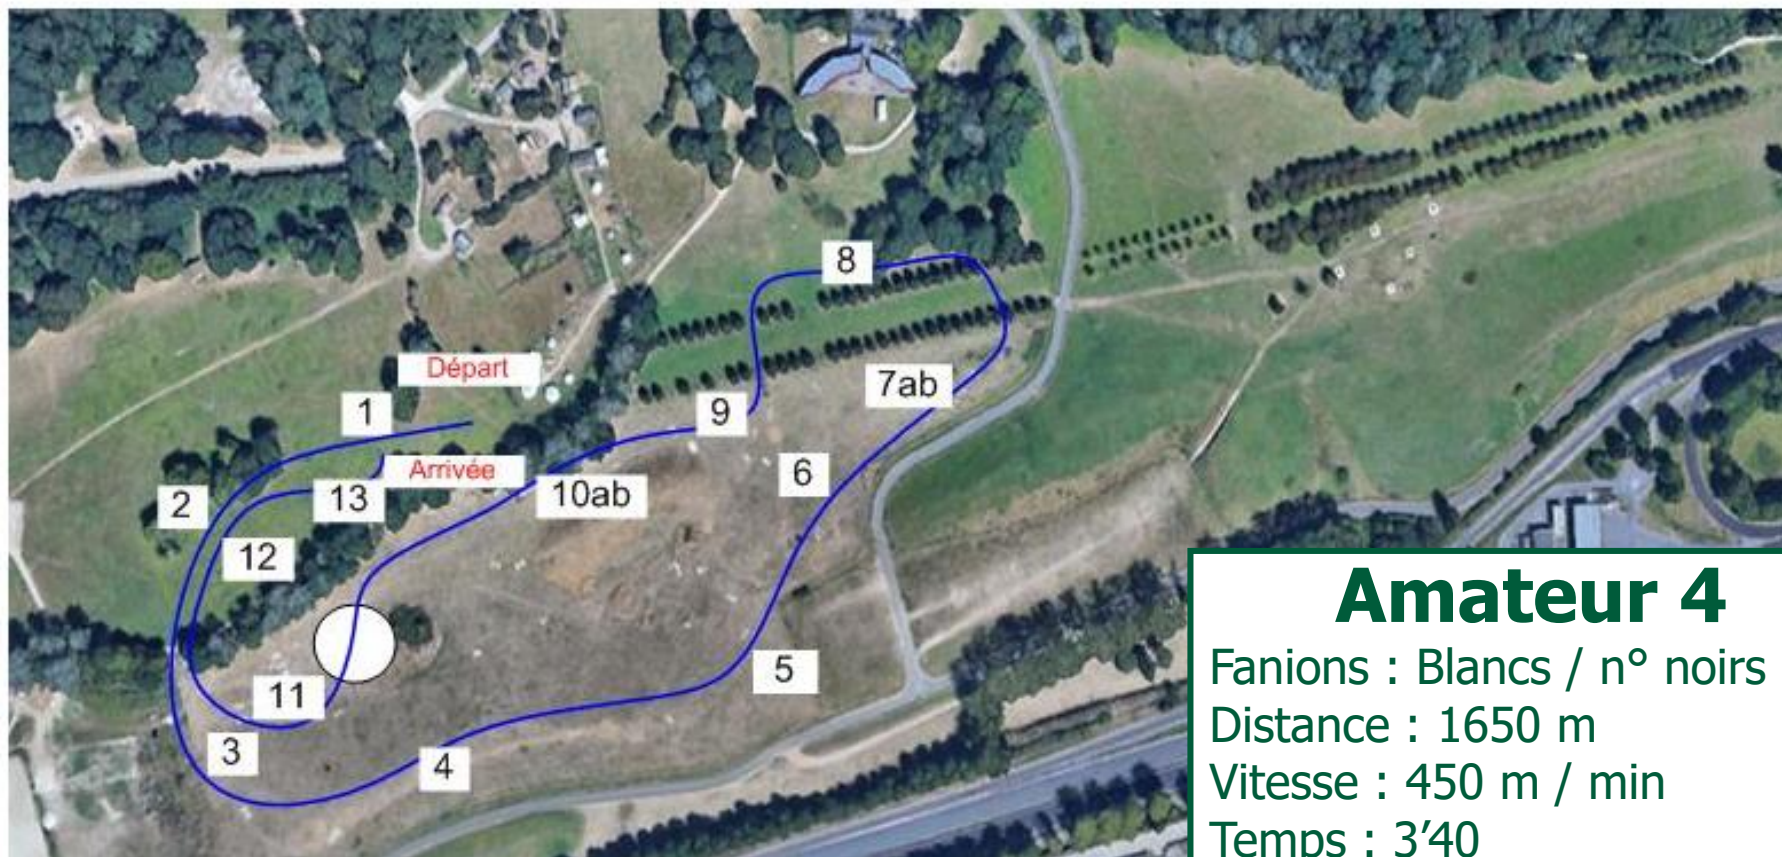 8
Départ
7ab
1
9
Arrivée
6
2
13
10ab
12
Amateur 4
Fanions : Blancs / n° noirs
5
11
Distance : 1650 m
3
4
Vitesse : 450 m / min
Temps : 3’40